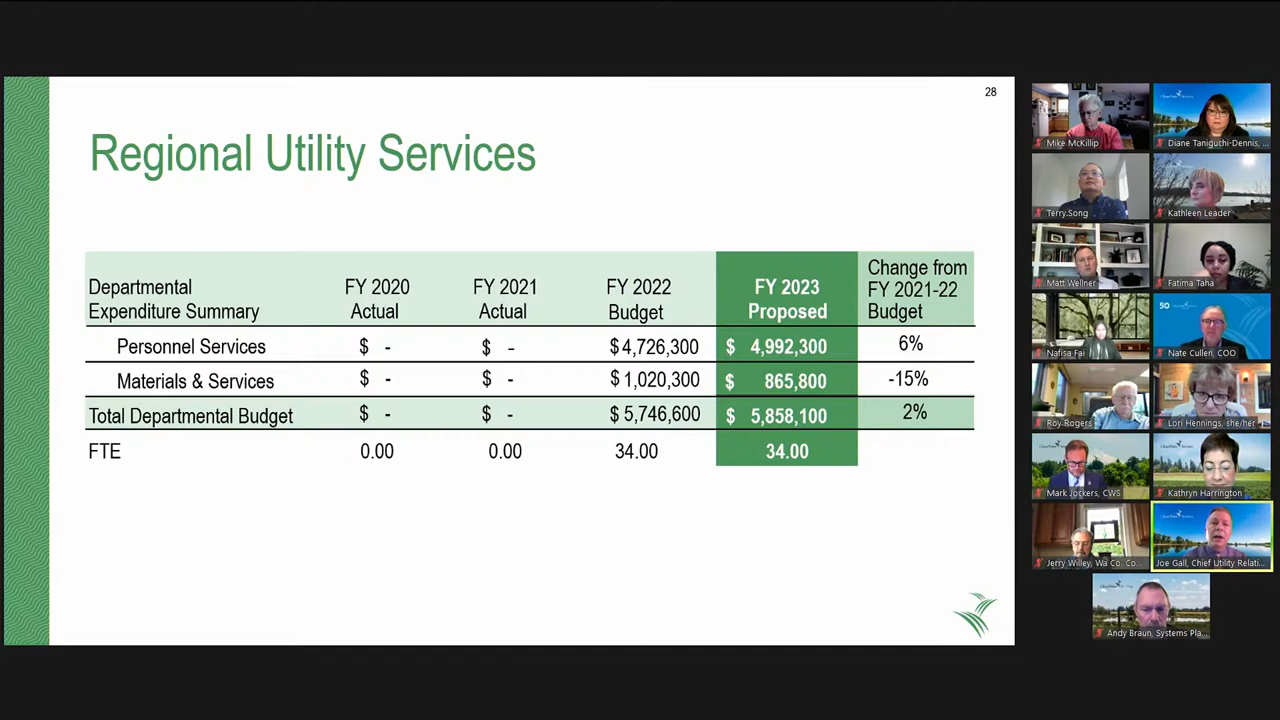 28
Regional Utility Services
Departmental Expenditure Summary FY 2020 Actual FY 2021 Actual FY 2022 Budget FY 2023 Proposed Change from FY 2021-22 Budget
Personnel Services $ - $ - $ 4,726,300 $ 4,992,300 6%
Materials & Services $ - $ - $ 1,020,300 $ 865,800 -15%
Total Departmental Budget $ - $ - $ 5,746,600 $ 5,858,100 2%
FTE 0.00 0.00 34.00 34.00
Mike McKillip
Diane Taniguchi-Dennis, ...
Terry Song
Kathleen Leader
Matt Wellner
Fatima Taha
Nafisa Fai
50
Nate Cullen, COO
Roy Rogers
Lori Hennings, she/her
Mark Jockers, CWS
Kathryn Harrington
Jerry Willey, Wa Co. Co...
Joe Gall, Chief Utility Relati...
Andy Braun, Systems Pla...